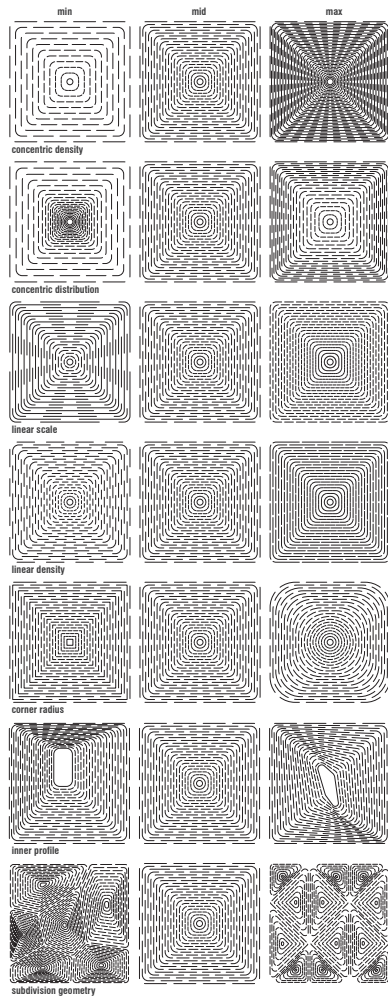 min mid max
concentric density
concentric distribution
linear scale
linear density
corner radius
inner profile
subdivision geometry